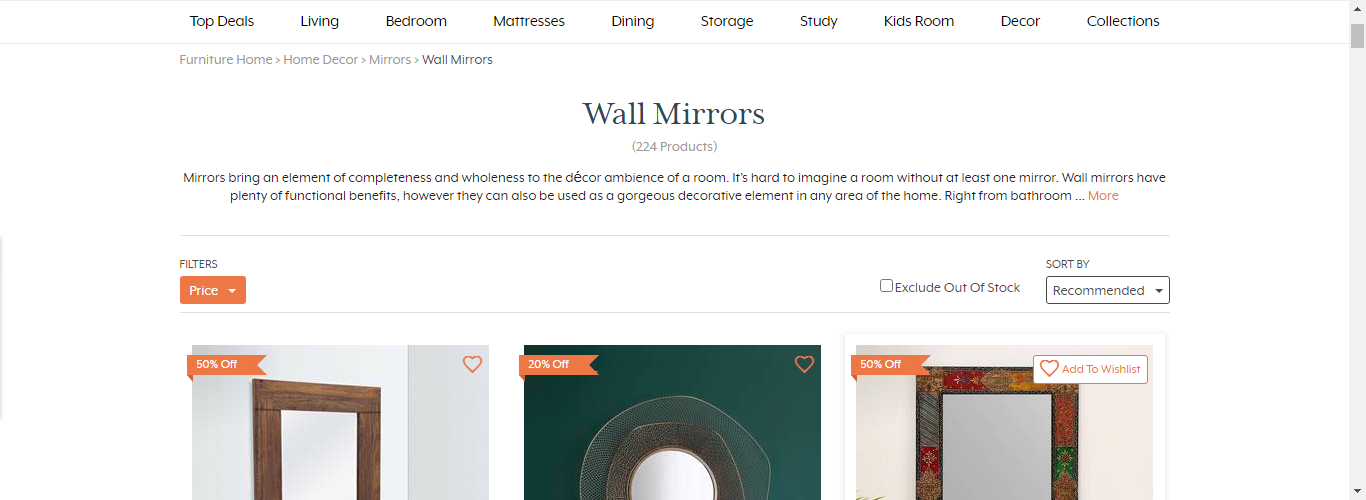 Top Deals Living Bedroom Mattresses Dining Storage Study Kids Room Decor Collections
Furniture Home > Home Decor > Mirrors > Wall Mirrors
Wall Mirrors
(224 Products)
Mirrors bring an element of completeness and wholeness to the décor ambience of a room. It's hard to imagine a room without at least one mirror. Wall mirrors have
plenty of functional benefits, however they can also be used as a gorgeous decorative element in any area of the home. Right from bathroom ... More
FILTERS
Price
Exclude Out Of Stock
SORT BY
Recommended
50% Off
20% Off
50% Off
Add To Wishlist